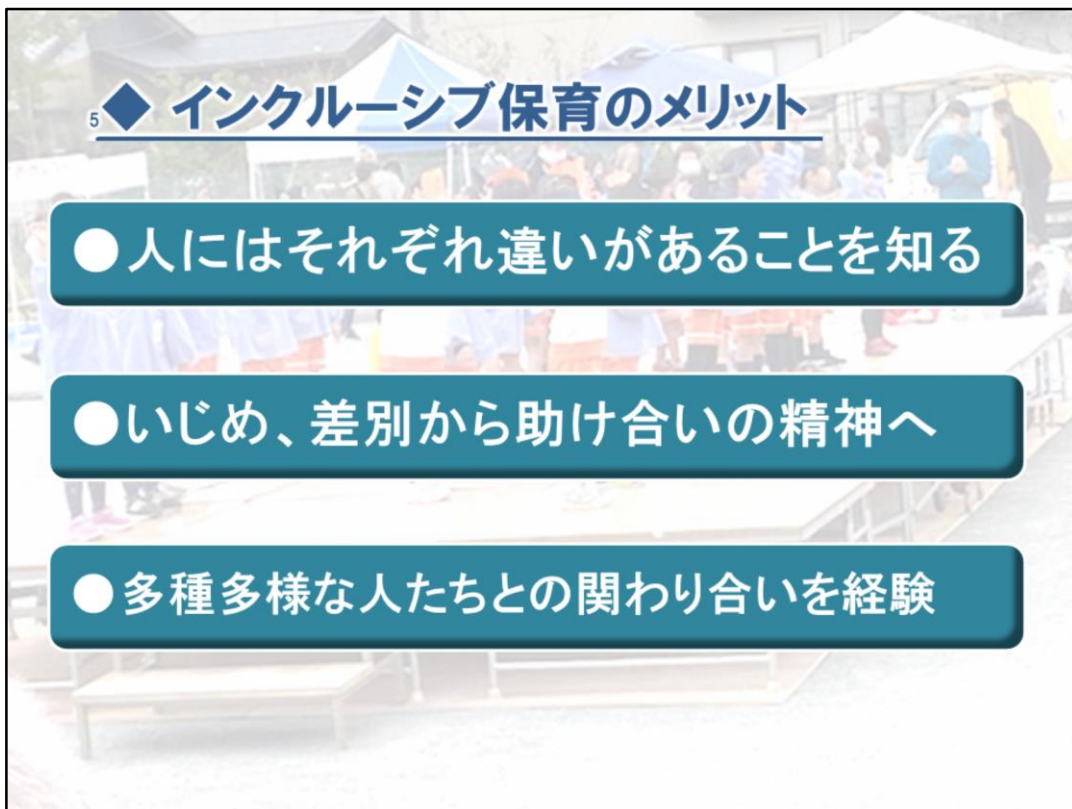 5◆ インクルーシブ保育のメリット
●人にはそれぞれ違いがあることを知る
●いじめ、差別から助け合いの精神へ
●多種多様な人たちとの関わり合いを経験